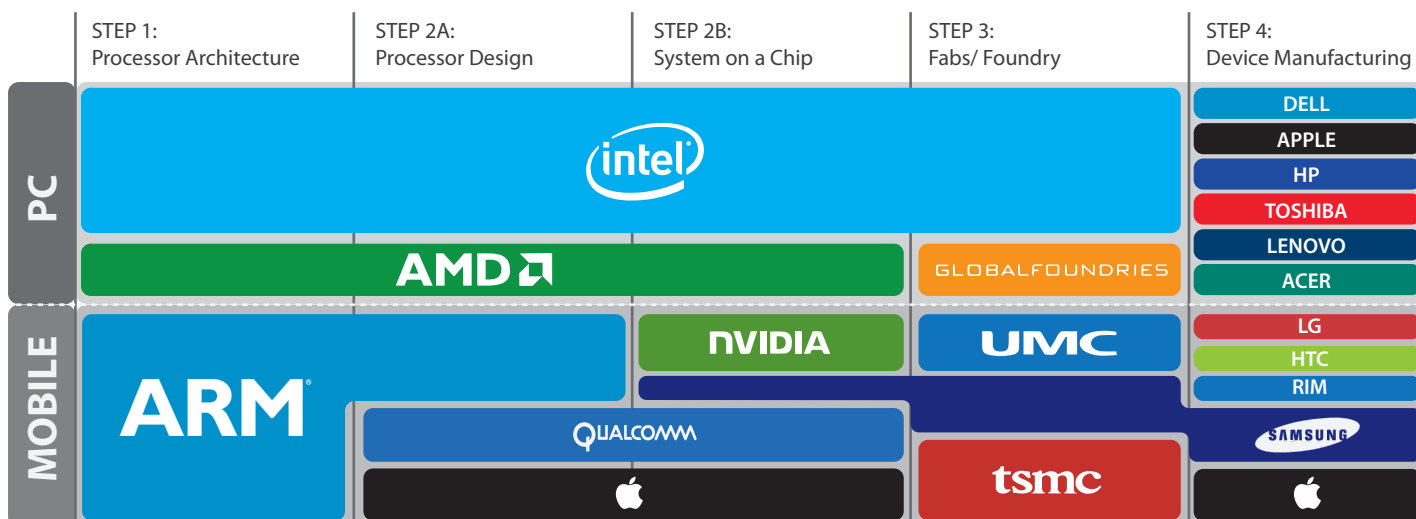 STEP 1:
Processor Architecture
STEP 2A:
Processor Design
STEP 2B:
System on a Chip
STEP 3:
Fabs/ Foundry
STEP 4:
Device Manufacturing
PC
intel®
AMD
GLOBALFOUNDRIES
DELL
APPLE
HP
TOSHIBA
LENOVO
ACER
MOBILE
ARM®
NVIDIA
UMC
QUALCOMM
tsmc
LG
HTC
RIM
SAMSUNG